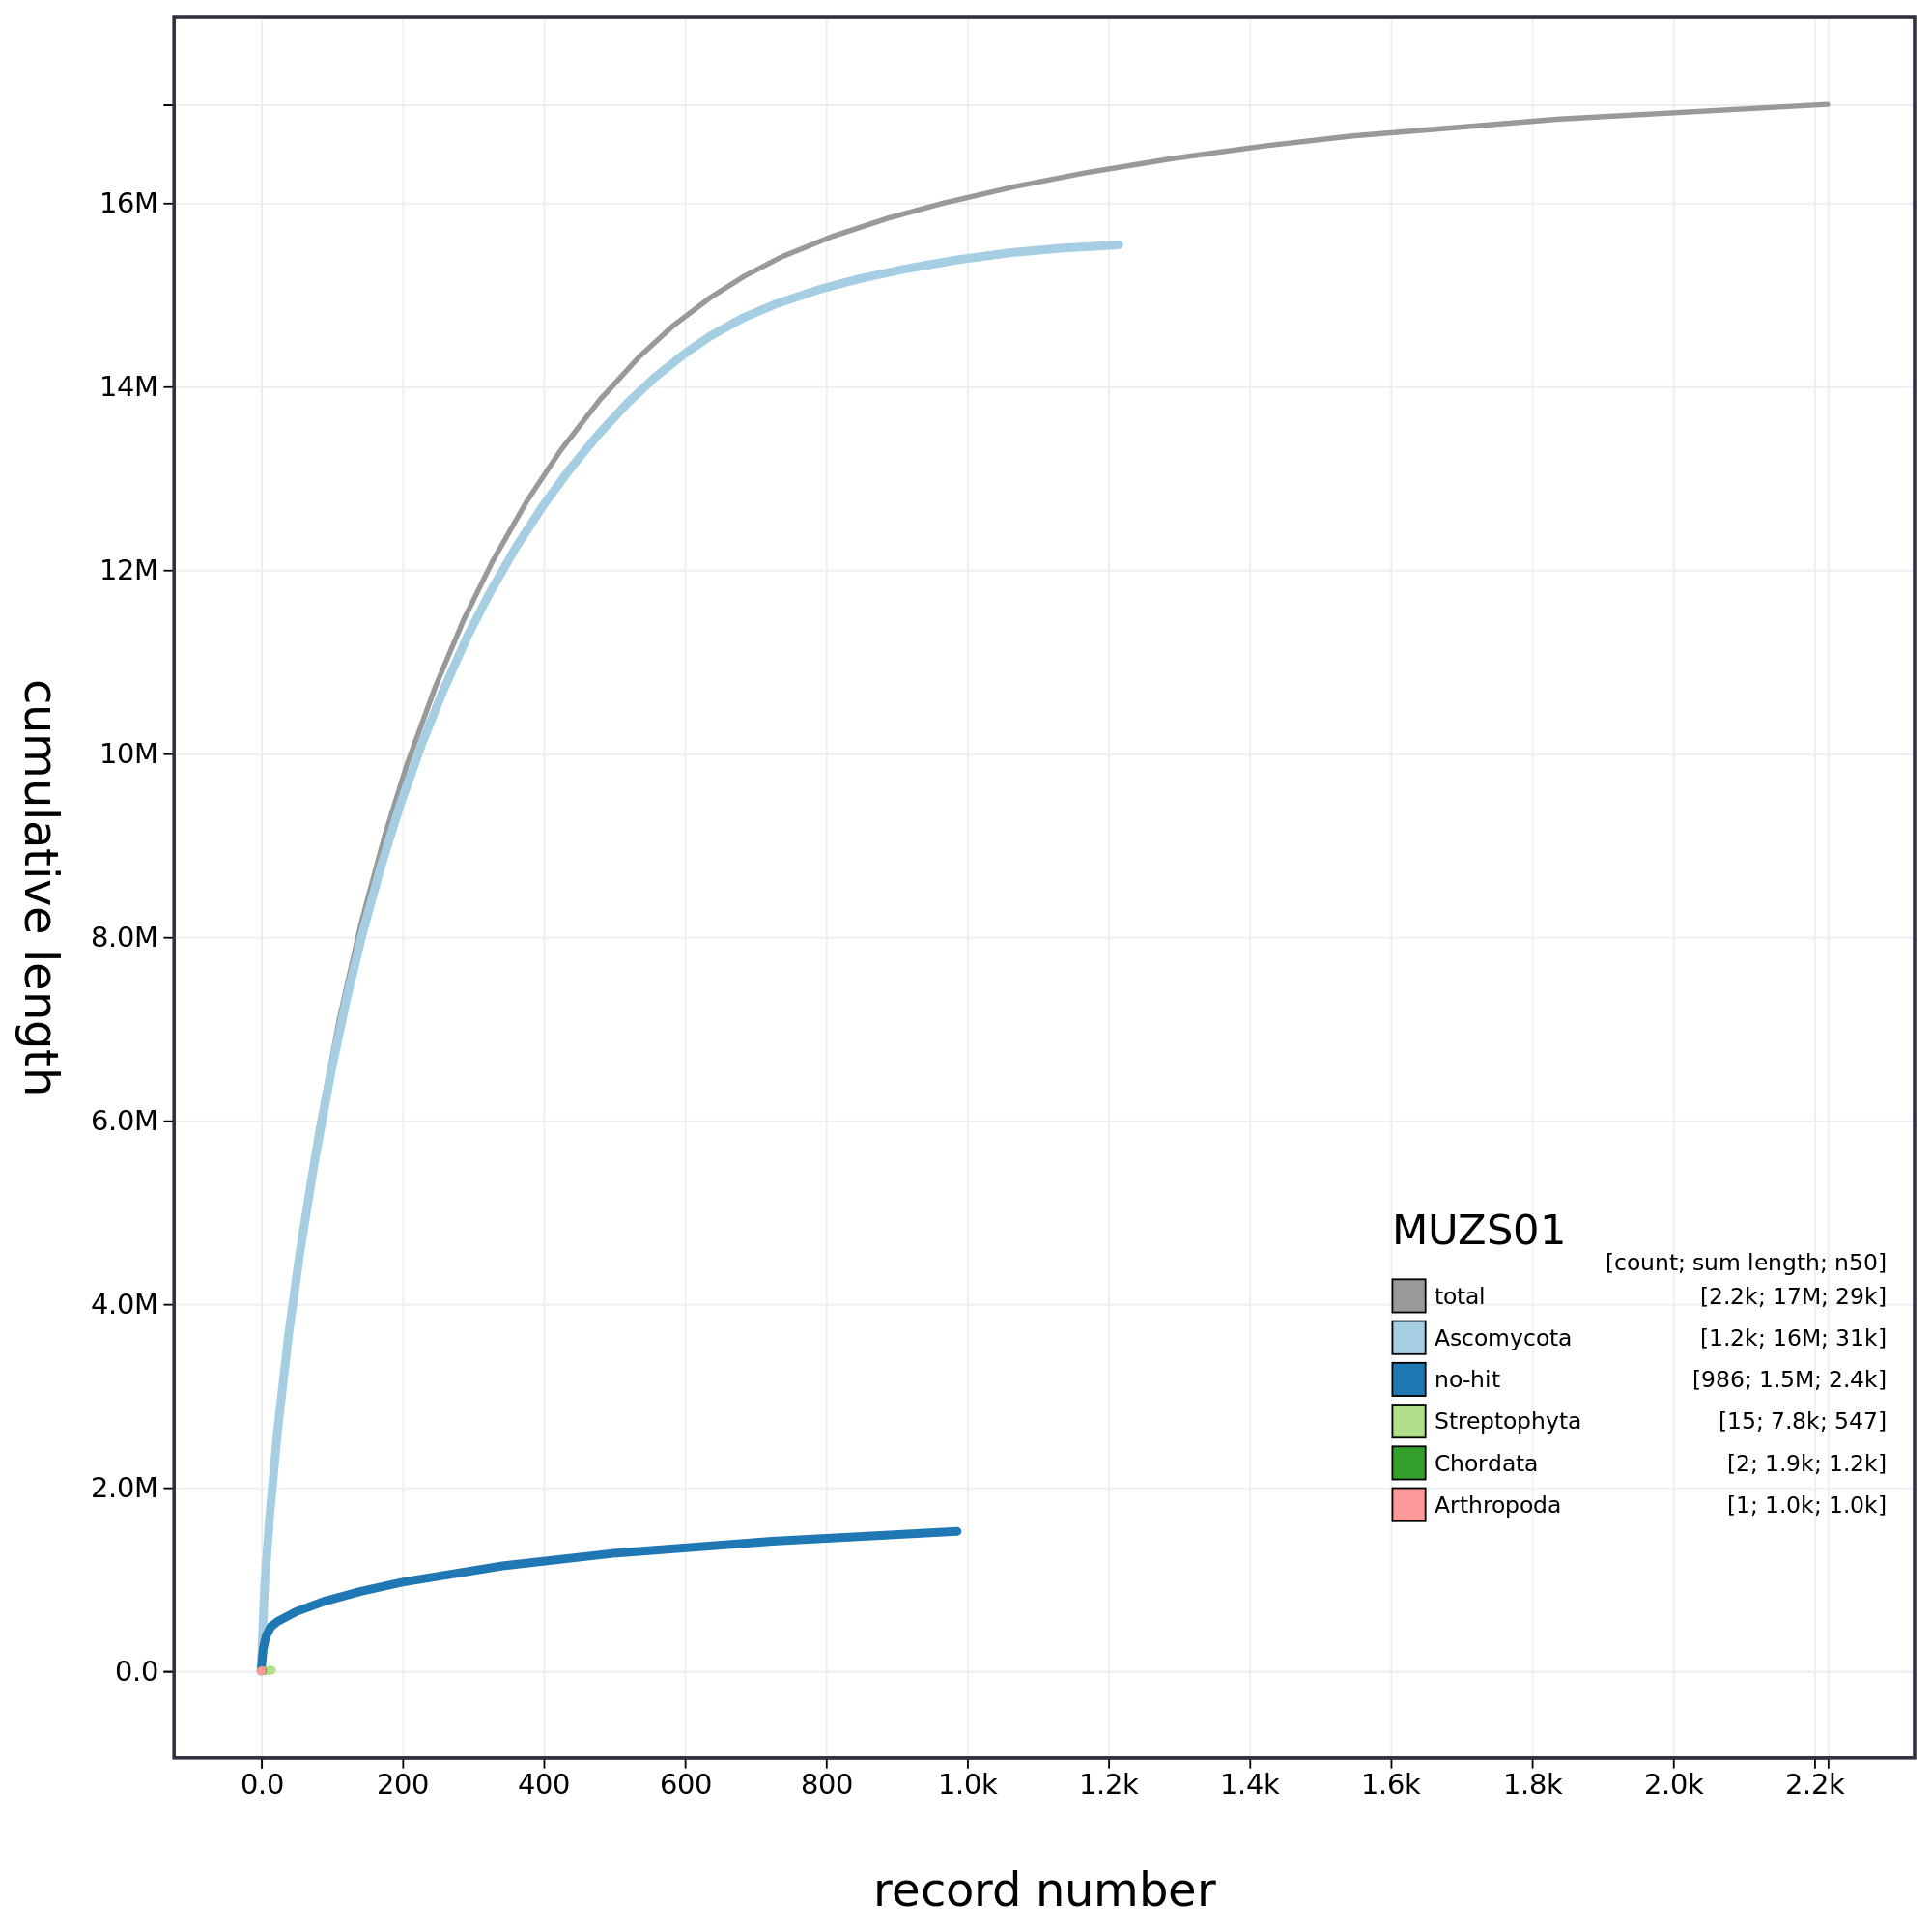 16M
14M
12M
10M
8.0M
6.0M
4.0M
2.0M
0.0
cumulative length
MUZS01
[count; sum length; n50]
total [2.2k; 17M; 29k]
Ascomycota [1.2k; 16M; 31k]
no-hit [986; 1.5M; 2.4k]
Streptophyta [15; 7.8k; 547]
Chordata [2; 1.9k; 1.2k]
Arthropoda [1; 1.0k; 1.0k]
0.0 200 400 600 800 1.0k 1.2k 1.4k 1.6k 1.8k 2.0k 2.2k
record number